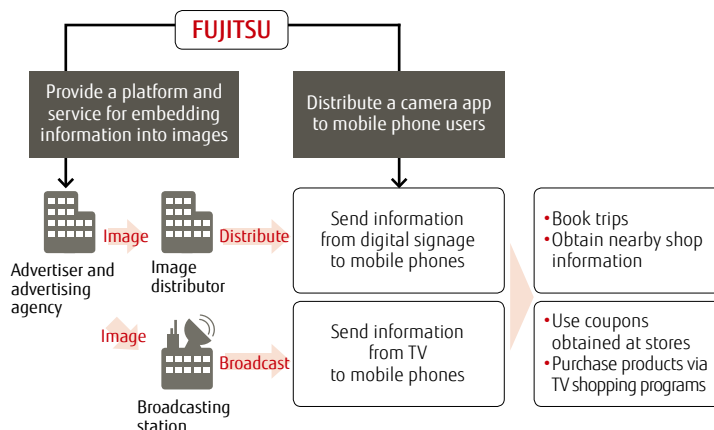 FUJITSU
Provide a platform and
service for embedding
information into images
Distribute a camera app
to mobile phone users
Advertiser and
advertising
agency
Image
Image
distributor
Distribute
Send information
from digital signage
to mobile phones
•Book trips
•Obtain nearby shop
information
Image
Broadcasting
station
Broadcast
Send information
from TV
to mobile phones
•Use coupons
obtained at stores
•Purchase products via
TV shopping programs